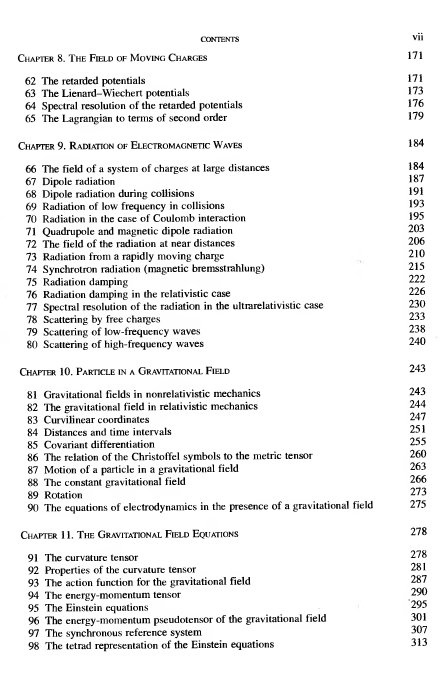 CONTENTS vii
CHAPTER 8. THE FIELD OF MOVING CHARGES 171
62 The retarded potentials 171
63 The Lienard–Wiechert potentials 173
64 Spectral resolution of the retarded potentials 176
65 The Lagrangian to terms of second order 179
CHAPTER 9. RADIATION OF ELECTROMAGNETIC WAVES 184
66 The field of a system of charges at large distances 184
67 Dipole radiation 187
68 Dipole radiation during collisions 191
69 Radiation of low frequency in collisions 193
70 Radiation in the case of Coulomb interaction 195
71 Quadrupole and magnetic dipole radiation 203
72 The field of the radiation at near distances 206
73 Radiation from a rapidly moving charge 210
74 Synchrotron radiation (magnetic bremsstrahlung) 215
75 Radiation damping 222
76 Radiation damping in the relativistic case 226
77 Spectral resolution of the radiation in the ultrarelativistic case 230
78 Scattering by free charges 233
79 Scattering of low-frequency waves 238
80 Scattering of high-frequency waves 240
CHAPTER 10. PARTICLE IN A GRAVITATIONAL FIELD 243
81 Gravitational fields in nonrelativistic mechanics 243
82 The gravitational field in relativistic mechanics 244
83 Curvilinear coordinates 247
84 Distances and time intervals 251
85 Covariant differentiation 255
86 The relation of the Christoffel symbols to the metric tensor 260
87 Motion of a particle in a gravitational field 263
88 The constant gravitational field 266
89 Rotation 273
90 The equations of electrodynamics in the presence of a gravitational field 275
CHAPTER 11. THE GRAVITATIONAL FIELD EQUATIONS 278
91 The curvature tensor 278
92 Properties of the curvature tensor 281
93 The action function for the gravitational field 287
94 The energy-momentum tensor 290
95 The Einstein equations 295
96 The energy-momentum pseudotensor of the gravitational field 301
97 The synchronous reference system 307
98 The tetrad representation of the Einstein equations 313